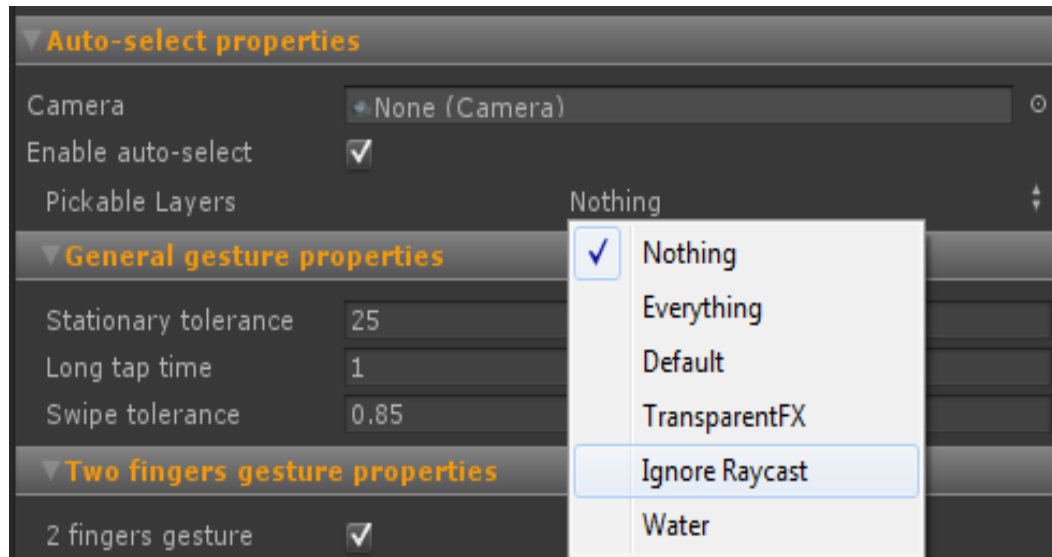 Auto-select properties
Camera None (Camera)
Enable auto-select
Pickable Layers Nothing
Nothing
General gesture properties
Everything
Stationary tolerance 25
Default
Long tap time 1
Swipe tolerance 0.85
TransparentFX
Two fingers gesture properties
Ignore Raycast
2 fingers gesture
Water